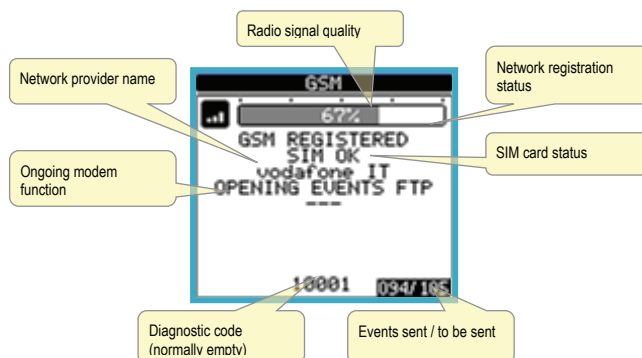 Radio signal quality
Network provider name
Network registration status
GSM
67%
GSM REGISTERED
SIM OK
SIM card status
vodafone IT
Ongoing modem function
OPENING EVENTS FTP
---
10001
094/185
Diagnostic code
(normally empty)
Events sent / to be sent